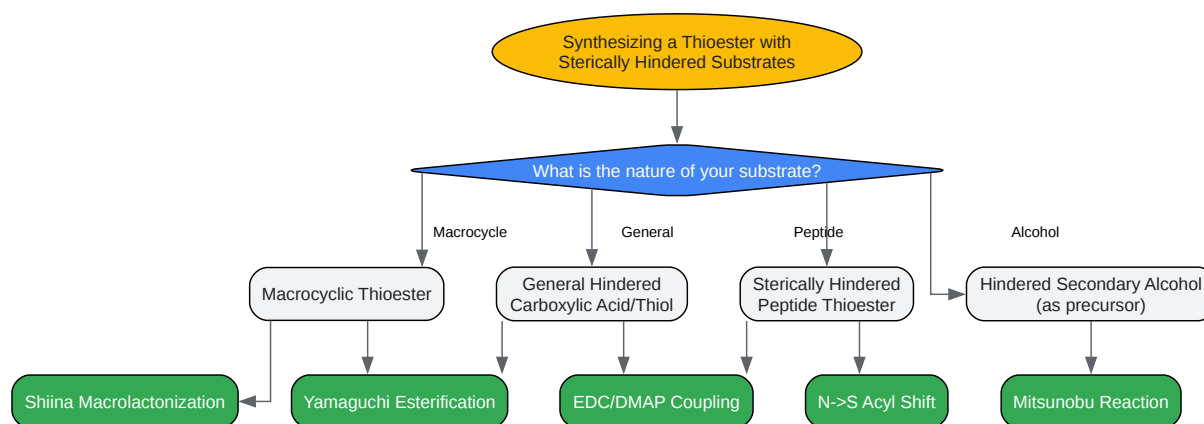 Synthesizing a Thioester with
Sterically Hindered Substrates
What is the nature of your substrate?
Macrocycle
General
Peptide
Alcohol
Macrocyclic Thioester
General Hindered
Carboxylic Acid/Thiol
Sterically Hindered
Peptide Thioester
Hindered Secondary Alcohol
(as precursor)
Shiina Macrolactonization
Yamaguchi Esterification
EDC/DMAP Coupling
N->S Acyl Shift
Mitsunobu Reaction